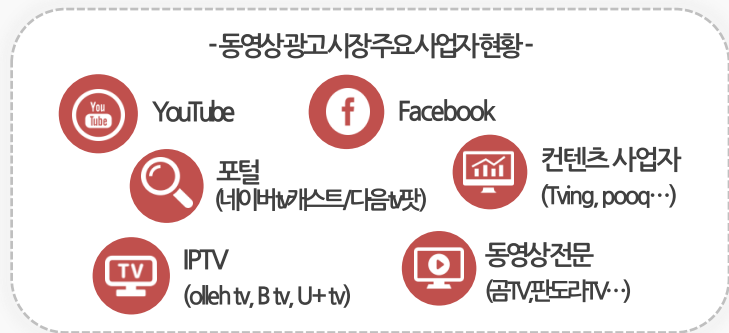 - 동영상 광고 시장 주요 사업자 현황 -
You
Tube
YouTube
f
Facebook
포털
(네이버tv캐스트/다음tv팟)
컨텐츠 사업자
(Tving, pooq…)
TV
IPTV
(olleh tv, B tv, U+ tv)
동영상 전문
(곰TV,판도라TV…)